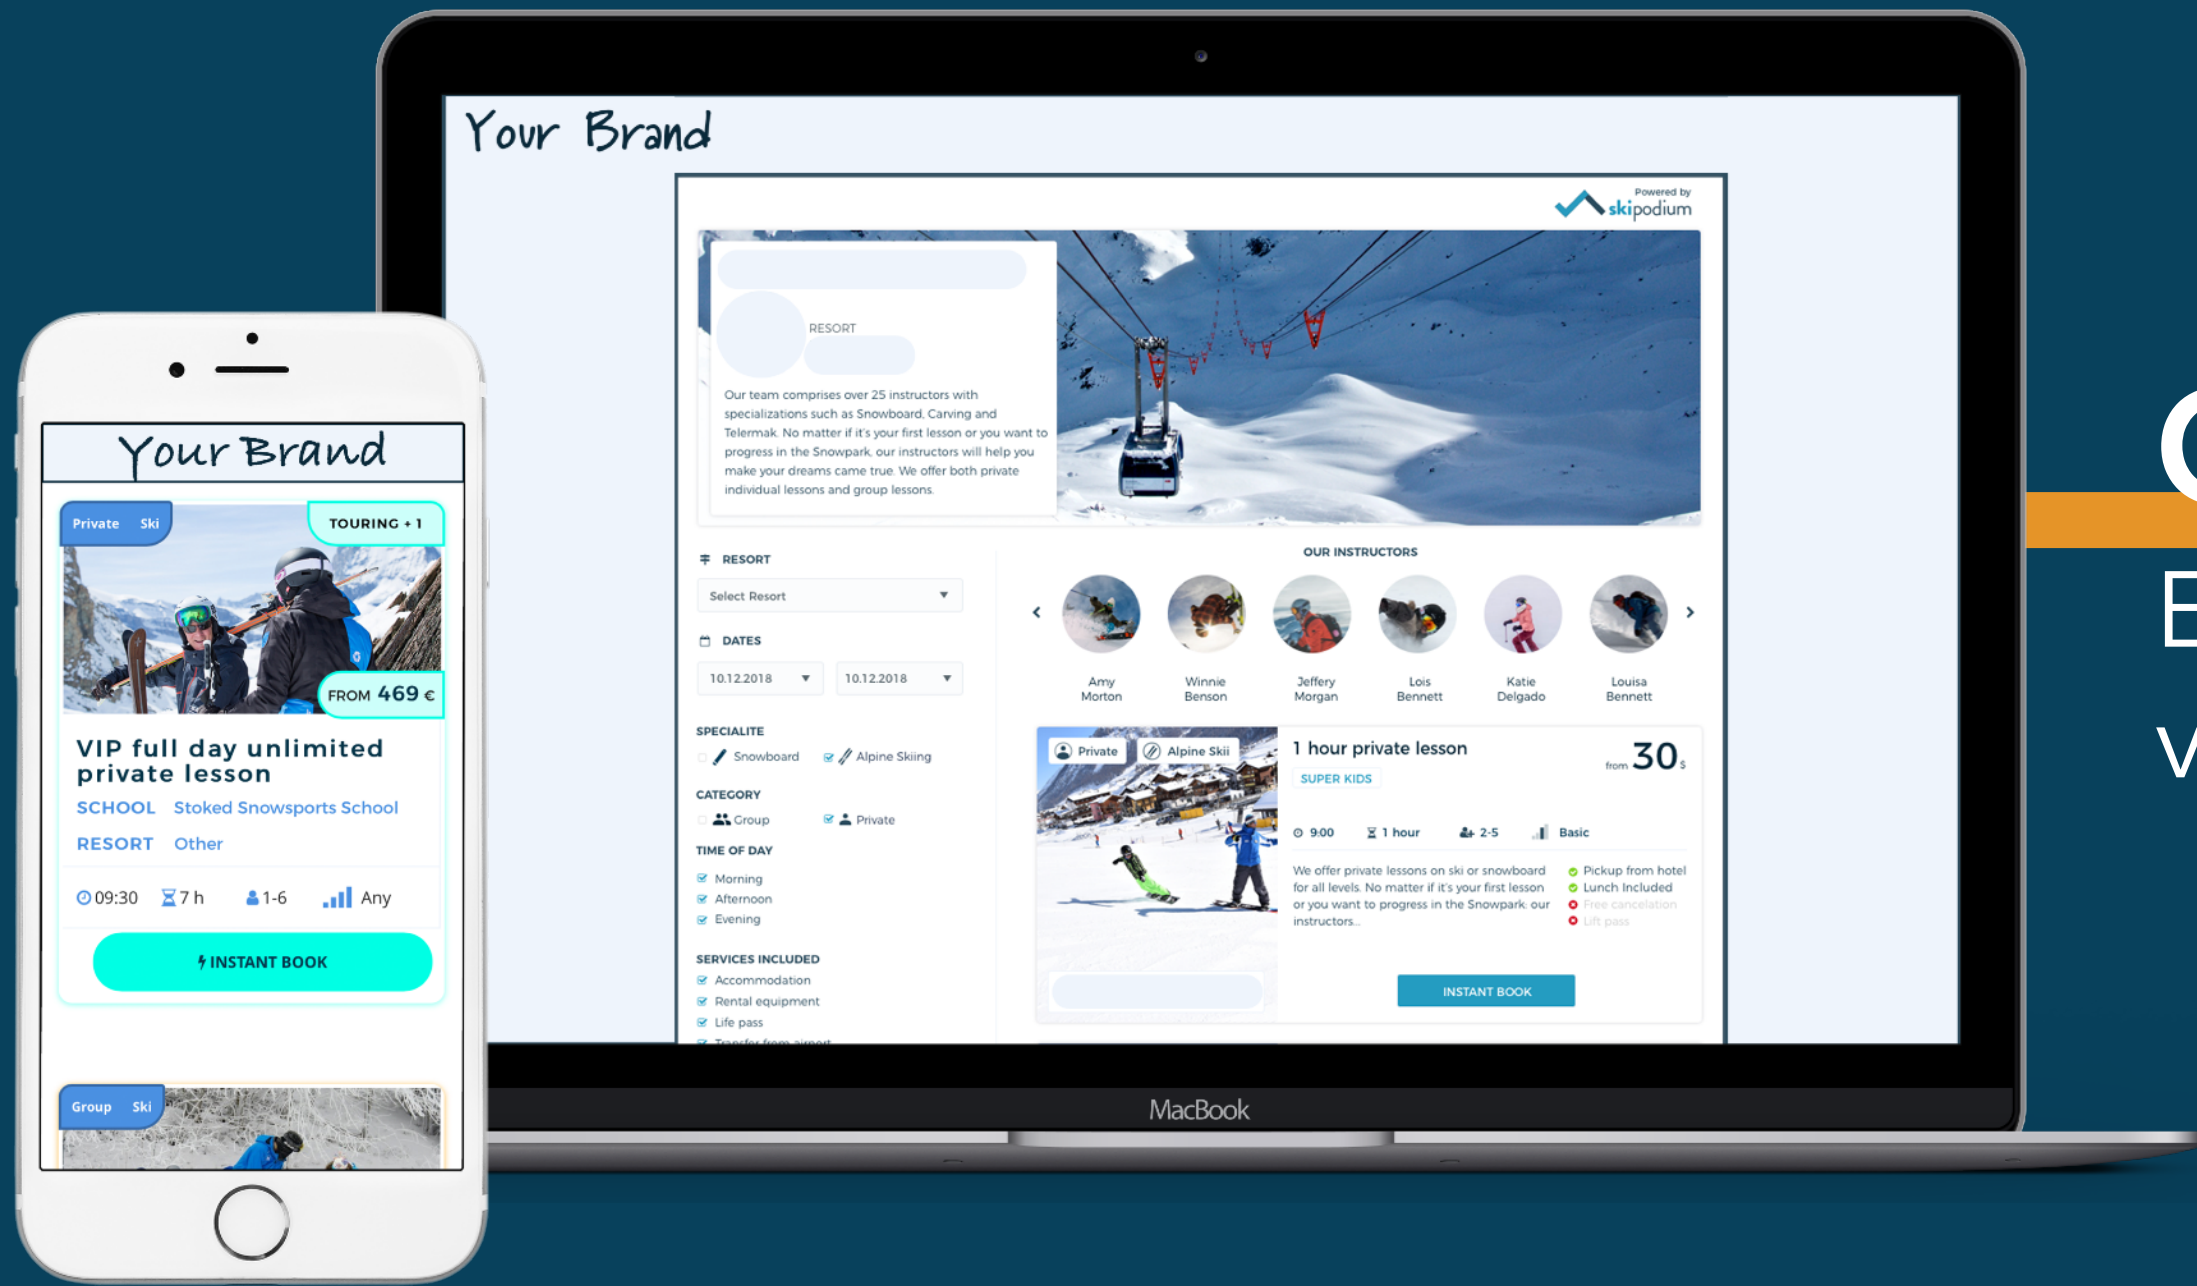 Your Brand
Powered by
skipodium
RESORT
Our team comprises over 25 instructors with
specializations such as Snowboard, Carving and
Telermak. No matter if it's your first lesson or you want to
progress in the Snowpark, our instructors will help you
make your dreams came true. We offer both private
individual lessons and group lessons.
RESORT
Select Resort
DATES
10.12.2018 10.12.2018
SPECIALITE
Snowboard Alpine Skiing
CATEGORY
Group Private
TIME OF DAY
Morning
Afternoon
Evening
SERVICES INCLUDED
Accommodation
Rental equipment
Life pass
Transfer from airport
OUR INSTRUCTORS
Amy Morton
Winnie Benson
Jeffery Morgan
Lois Bennett
Katie Delgado
Louisa Bennett
Private Alpine Skii
1 hour private lesson
from 30 $
SUPER KIDS
9:00 1 hour 2-5 Basic
We offer private lessons on ski or snowboard
for all levels. No matter if it's your first lesson
or you want to progress in the Snowpark: our
instructors...
Pickup from hotel
Lunch Included
Free cancelation
Lift pass
INSTANT BOOK
MacBook
Your Brand
Private Ski
TOURING + 1
FROM 469 €
VIP full day unlimited
private lesson
SCHOOL Stoked Snowsports School
RESORT Other
09:30 7 h 1-6 Any
INSTANT BOOK
Group Ski